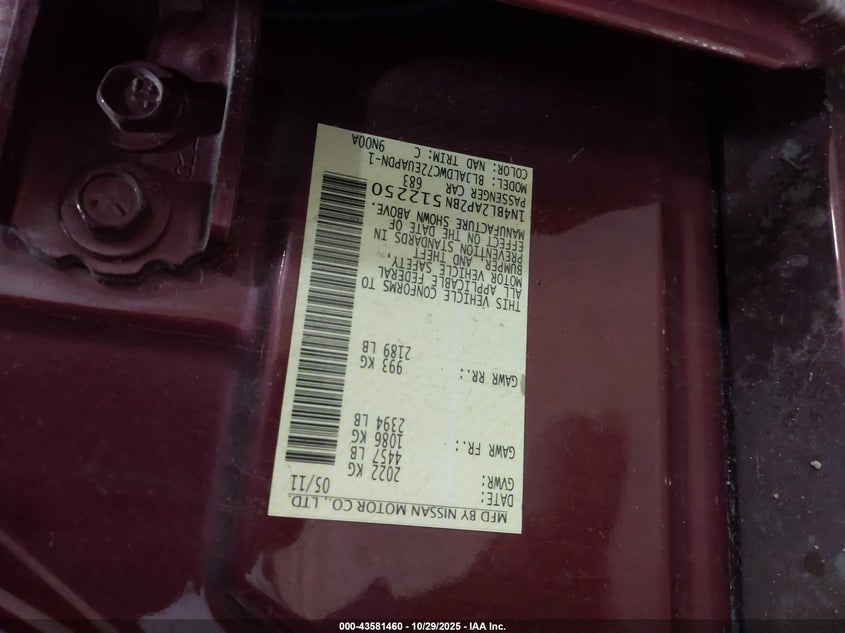 MFD BY NISSAN MOTOR CO., LTD.
DATE: 05/11
GVWR: 2022 KG
4457 LB
GAWR FR.: 1086 KG
2394 LB
GAWR RR.: 993 KG
2189 LB
THIS VEHICLE CONFORMS TO
ALL APPLICABLE FEDERAL
MOTOR VEHICLE SAFETY,
BUMPER, AND THEFT
PREVENTION STANDARDS IN
EFFECT ON THE DATE OF
MANUFACTURE SHOWN ABOVE.
1N4BL2AP2BN512250
PASSENGER CAR 683
MODEL: BL3ALDWC72EUAPDN-1
COLOR: NAD TRIM: C 9N00A
000-43581460 - 10/29/2025 - IAA Inc.